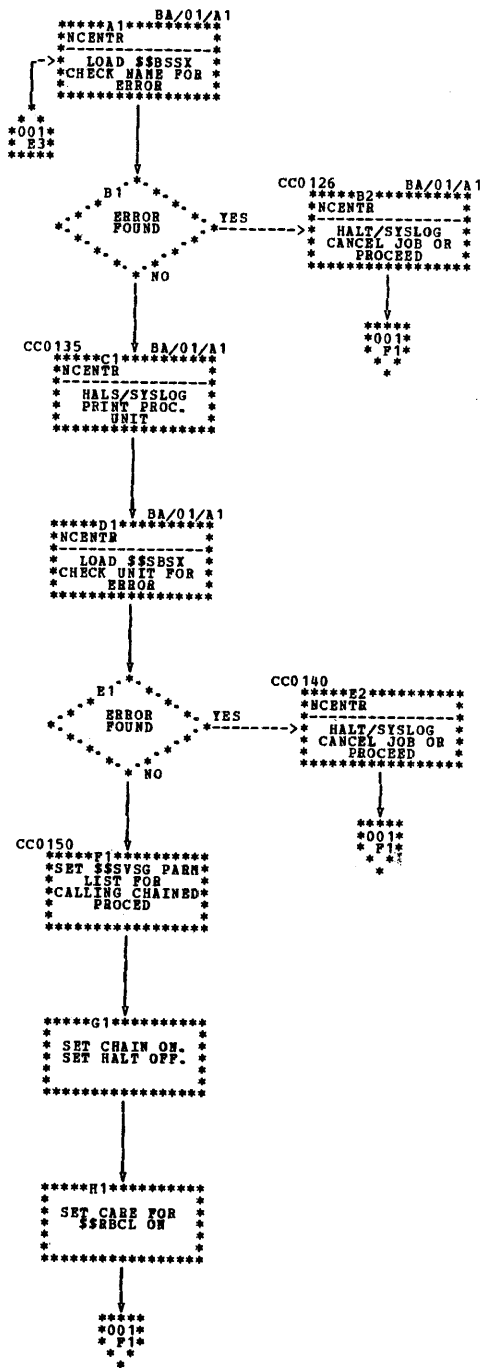 BA/01/A1
*****A1**********
*NCENTR *
*---------------*
* LOAD $$BSSX *
*CHECK NAME FOR *
* ERROR *
*****************
*001*
* E3*
*****
B1
ERROR
FOUND
YES
NO
CC0126 BA/01/A1
*****B2**********
*NCENTR *
*---------------*
* HALT/SYSLOG *
* CANCEL JOB OR *
* PROCEED *
*****************
*****
*001*
* F1*
* *
*
CC0135 BA/01/A1
*****C1**********
*NCENTR *
*---------------*
* HALS/SYSLOG *
* PRINT PROC. *
* UNIT *
*****************
BA/01/A1
*****D1**********
*NCENTR *
*---------------*
* LOAD $$SBSX *
*CHECK UNIT FOR *
* ERROR *
*****************
E1
ERROR
FOUND
YES
NO
CC0140
*****E2**********
*NCENTR *
*---------------*
* HALT/SYSLOG *
* CANCEL JOB OR *
* PROCEED *
*****************
*****
*001*
* F1*
* *
*
CC0150
*****F1**********
*SET $$SVSG PARM*
* LIST FOR *
*CALLING CHAINED*
* PROCED *
*****************
*****G1**********
* SET CHAIN ON. *
* SET HALT OFF. *
*****************
*****H1**********
* SET CARE FOR *
* $$RBCL ON *
*****************
*****
*001*
* F1*
* *
*